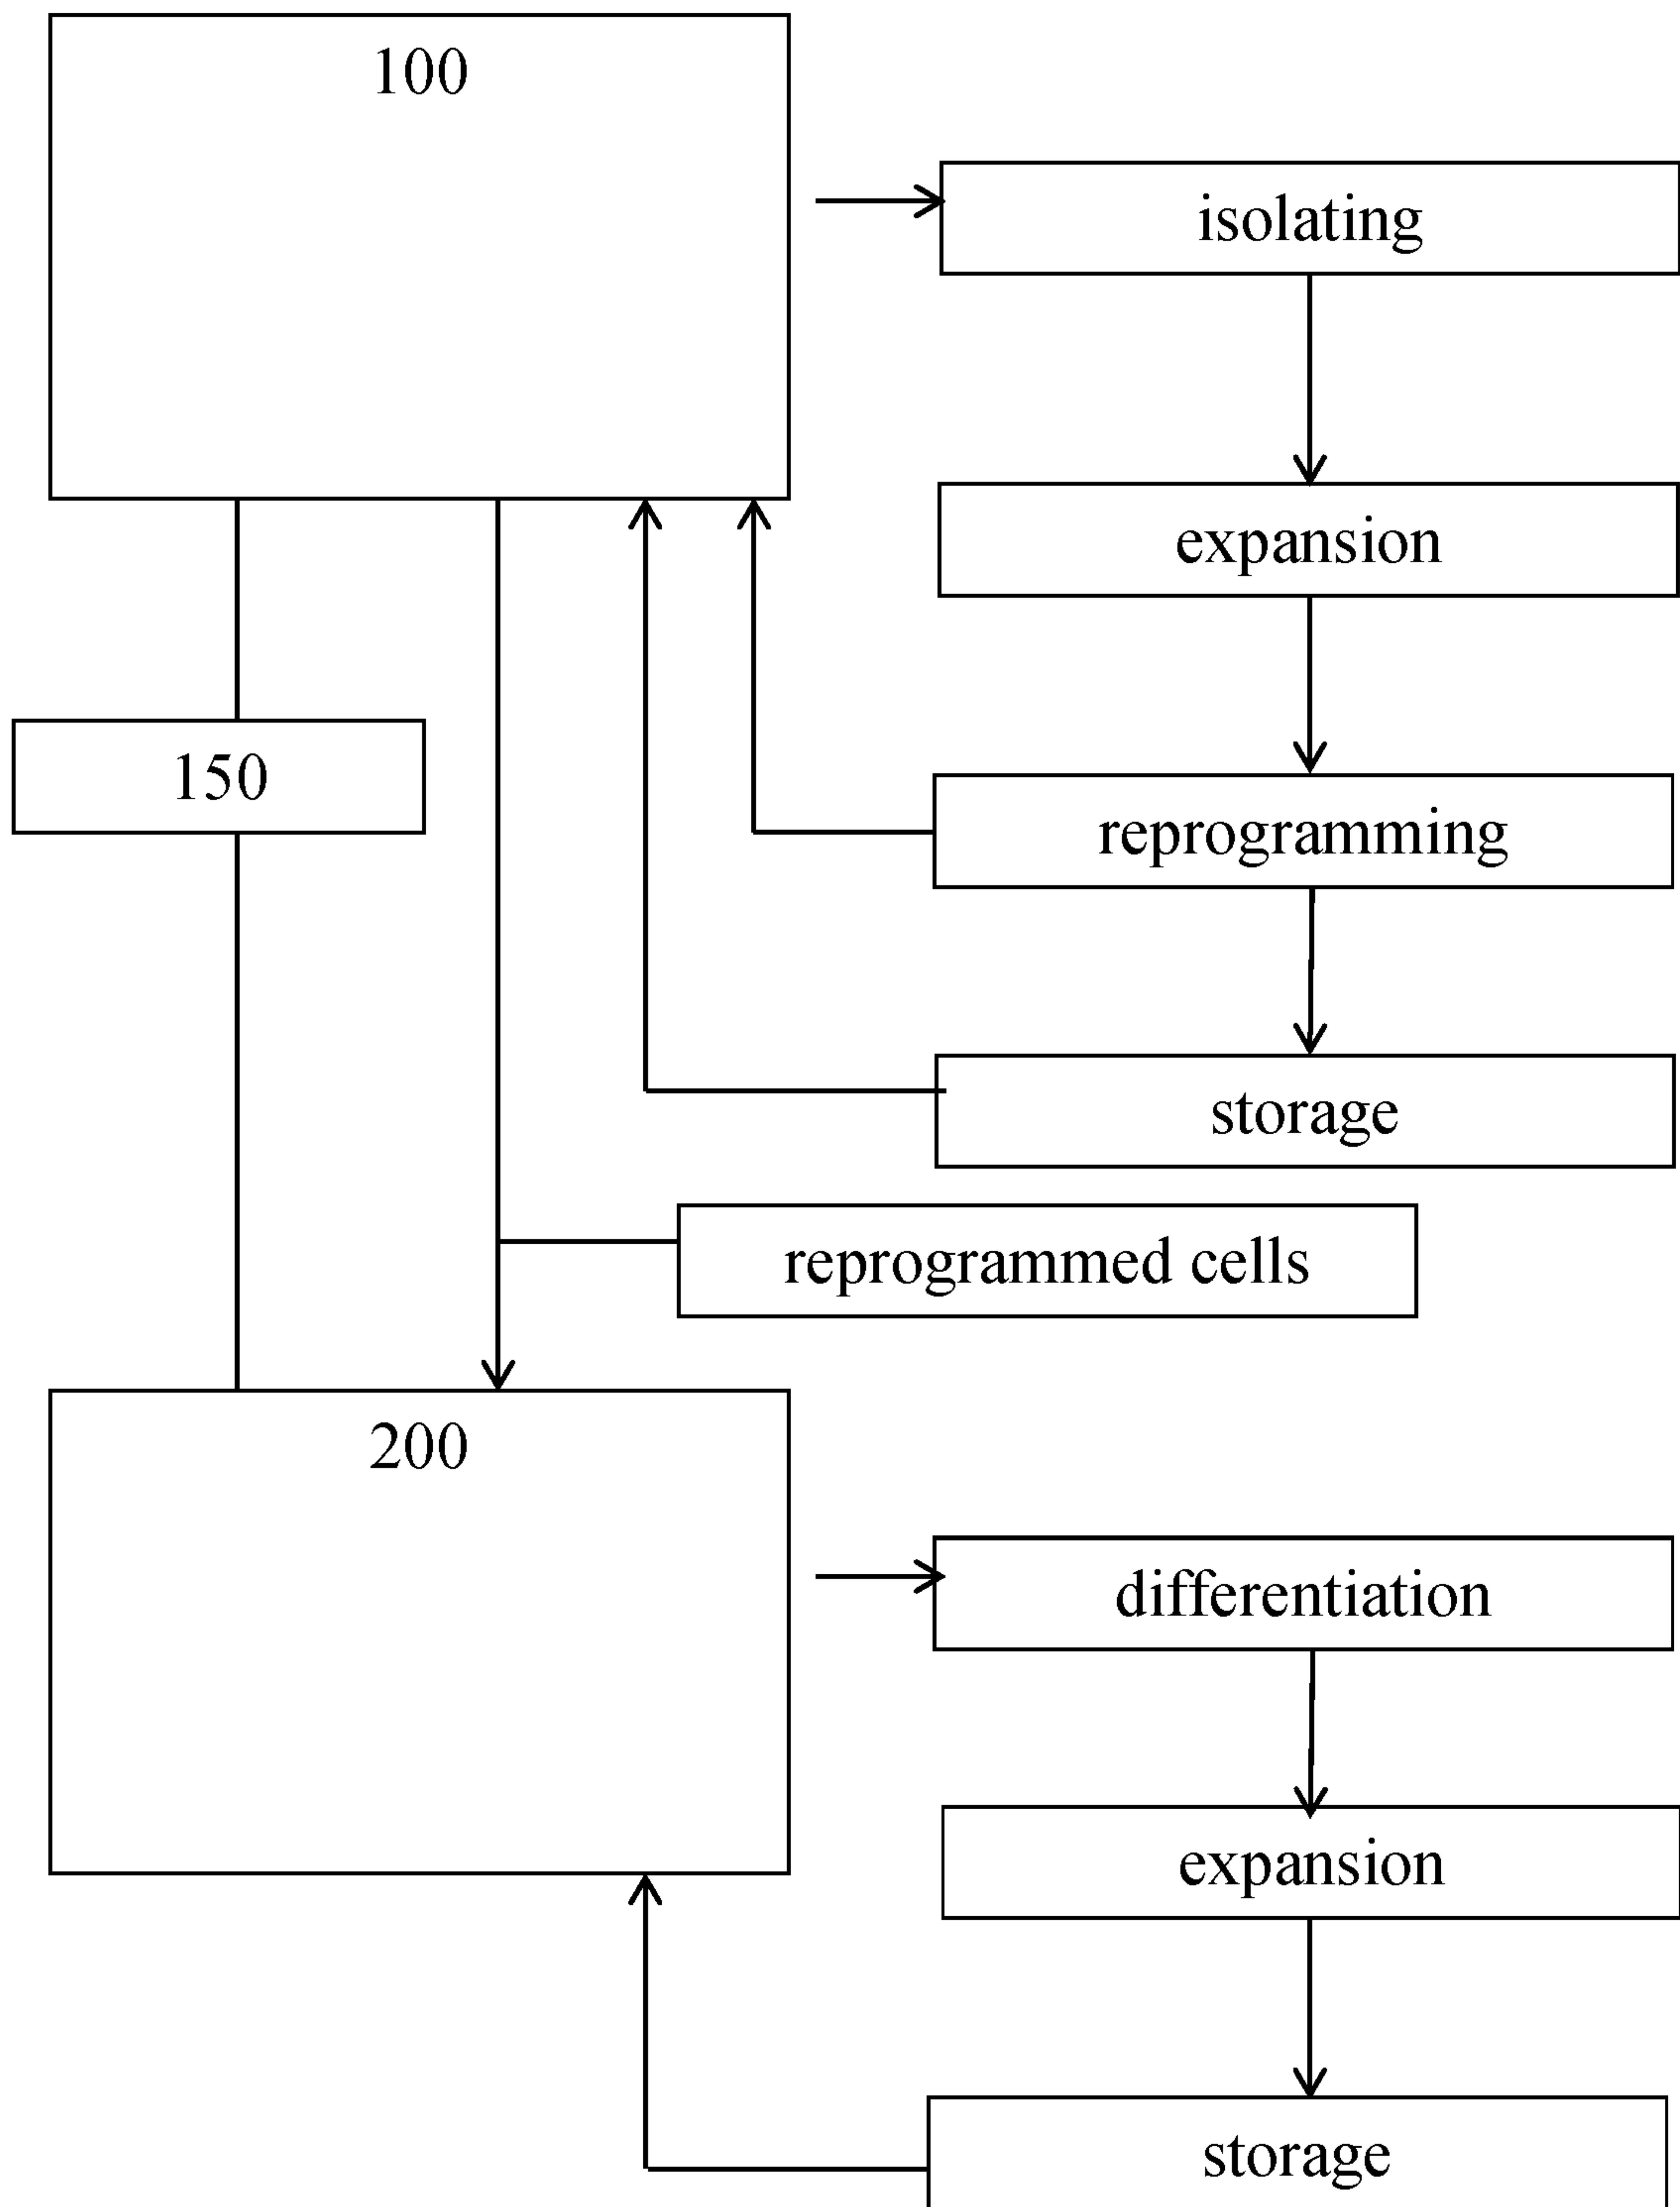 100
isolating
expansion
150
reprogramming
storage
reprogrammed cells
200
differentiation
expansion
storage